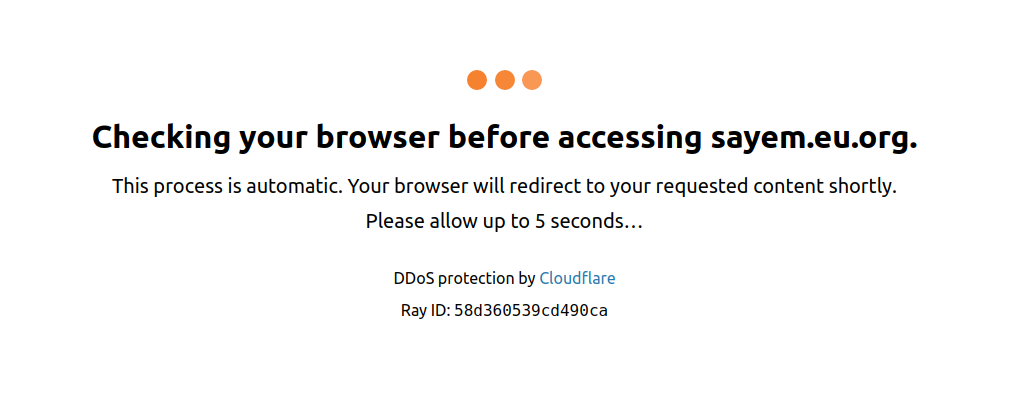 Checking your browser before accessing sayem.eu.org.
This process is automatic. Your browser will redirect to your requested content shortly.
Please allow up to 5 seconds…
DDoS protection by Cloudflare
Ray ID: 58d360539cd490ca